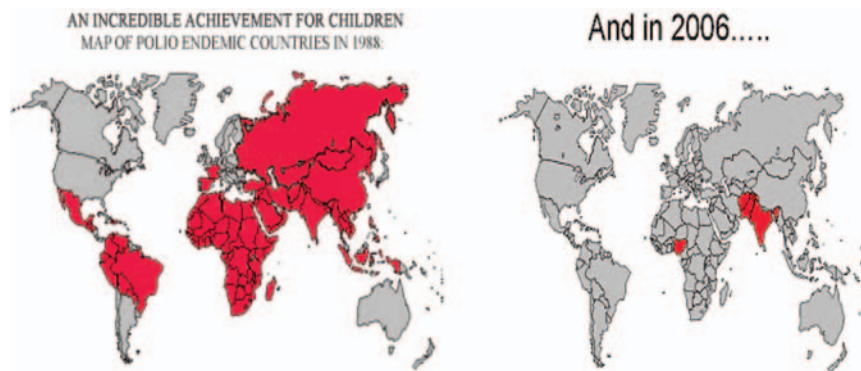 AN INCREDIBLE ACHIEVEMENT FOR CHILDREN
MAP OF POLIO ENDEMIC COUNTRIES IN 1988:
And in 2006.....